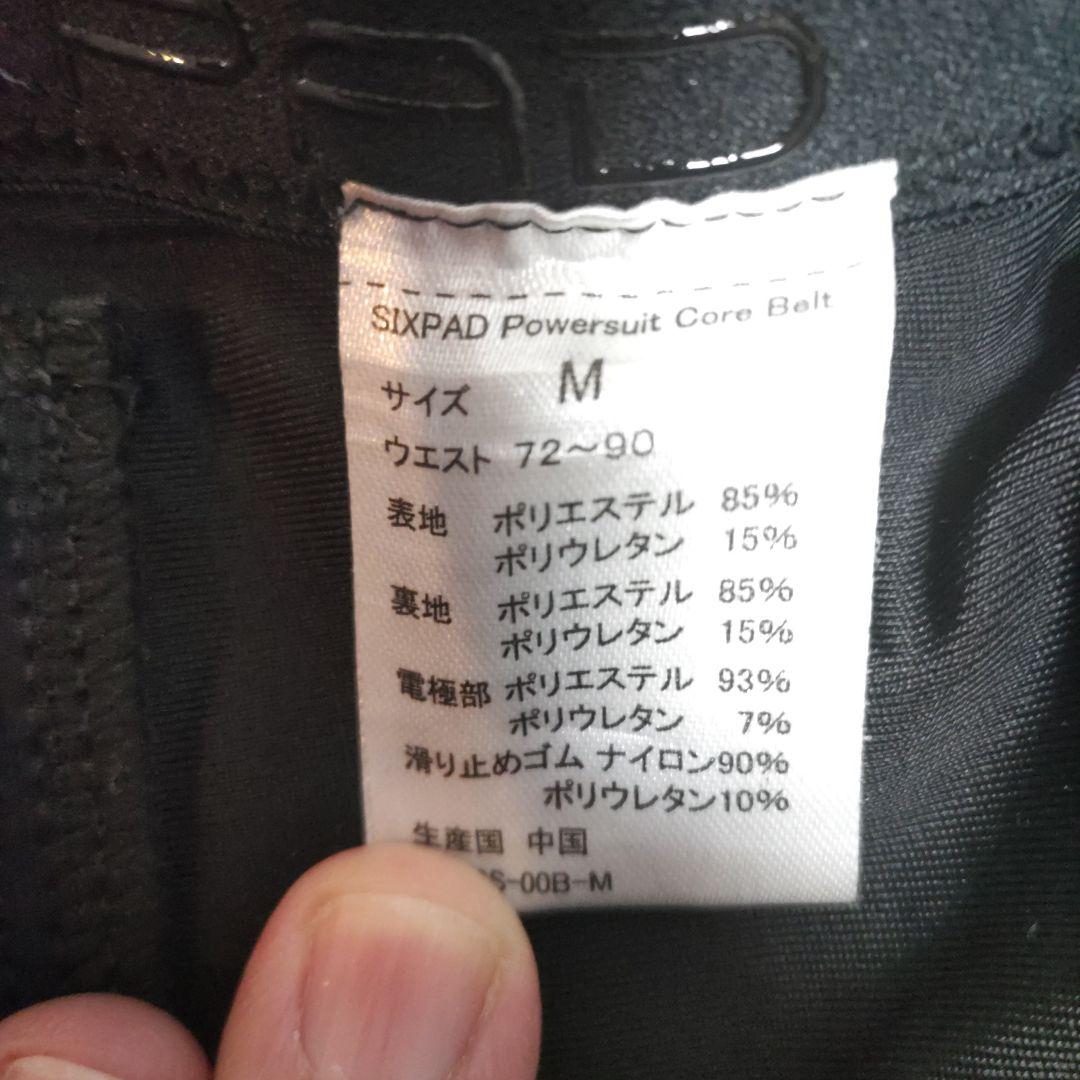 SIXPAD Powersuit Core Belt
サイズ M
ウエスト 72～90
表地 ポリエステル 85%
ポリウレタン 15%
裏地 ポリエステル 85%
ポリウレタン 15%
電極部 ポリエステル 93%
ポリウレタン 7%
滑り止めゴム ナイロン90%
ポリウレタン10%
生産国 中国
-00B-M